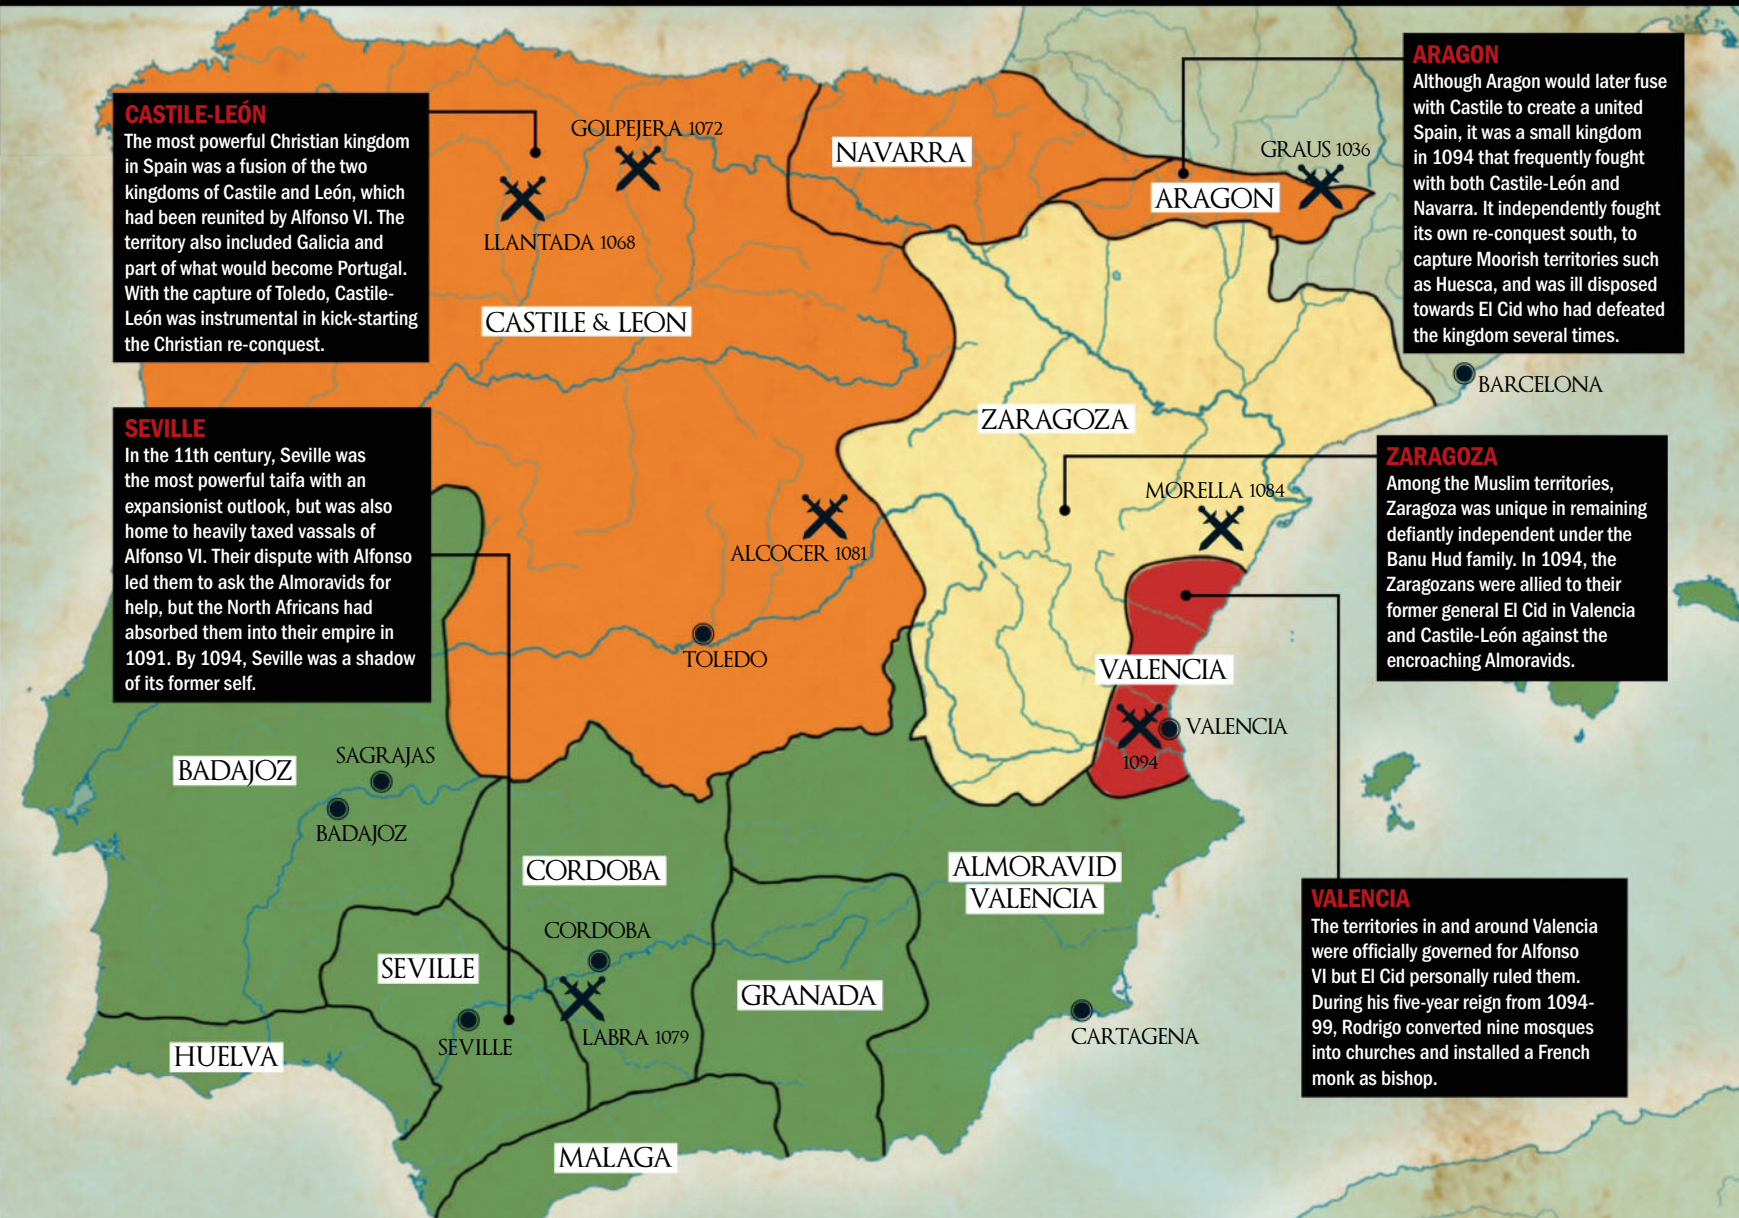 CASTILE-LEÓN
The most powerful Christian kingdom
in Spain was a fusion of the two
kingdoms of Castile and León, which
had been reunited by Alfonso VI. The
territory also included Galicia and
part of what would become Portugal.
With the capture of Toledo, Castile-
León was instrumental in kick-starting
the Christian re-conquest.
SEVILLE
In the 11th century, Seville was
the most powerful taifa with an
expansionist outlook, but was also
home to heavily taxed vassals of
Alfonso VI. Their dispute with Alfonso
led them to ask the Almoravids for
help, but the North Africans had
absorbed them into their empire in
1091. By 1094, Seville was a shadow
of its former self.
GOLPEJERA 1072
LLANTADA 1068
CASTILE & LEON
NAVARRA
ARAGON
GRAUS 1036
ARAGON
Although Aragon would later fuse
with Castile to create a united
Spain, it was a small kingdom
in 1094 that frequently fought
with both Castile-León and
Navarra. It independently fought
its own re-conquest south, to
capture Moorish territories such
as Huesca, and was ill disposed
towards El Cid who had defeated
the kingdom several times.
BARCELONA
ZARAGOZA
MORELLA 1084
ZARAGOZA
Among the Muslim territories,
Zaragoza was unique in remaining
defiantly independent under the
Banu Hud family. In 1094, the
Zaragozans were allied to their
former general El Cid in Valencia
and Castile-León against the
encroaching Almoravids.
ALCOCER 1081
TOLEDO
VALENCIA
VALENCIA
1094
BADAJOZ
SAGRAJAS
BADAJOZ
CORDOBA
ALMORAVID
VALENCIA
CORDOBA
SEVILLE
GRANADA
SEVILLE
LABRA 1079
CARTAGENA
HUELVA
MALAGA
VALENCIA
The territories in and around Valencia
were officially governed for Alfonso
VI but El Cid personally ruled them.
During his five-year reign from 1094-
99, Rodrigo converted nine mosques
into churches and installed a French
monk as bishop.